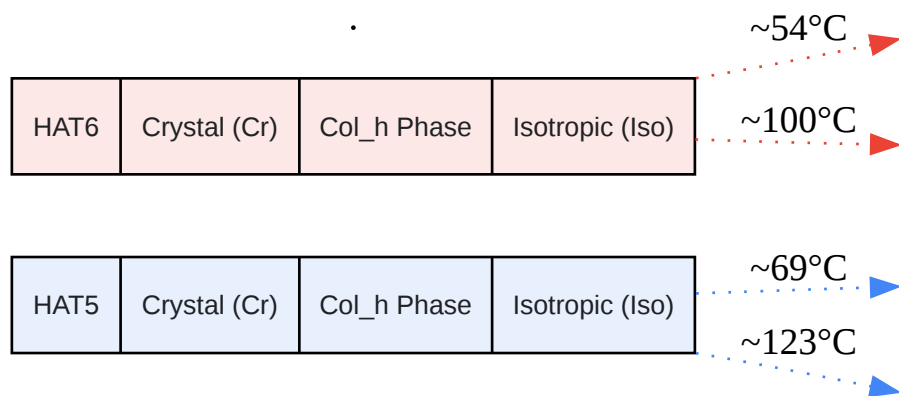 ~54°C
HAT6 Crystal (Cr) Col_h Phase Isotropic (Iso)
~100°C
~69°C
HAT5 Crystal (Cr) Col_h Phase Isotropic (Iso)
~123°C